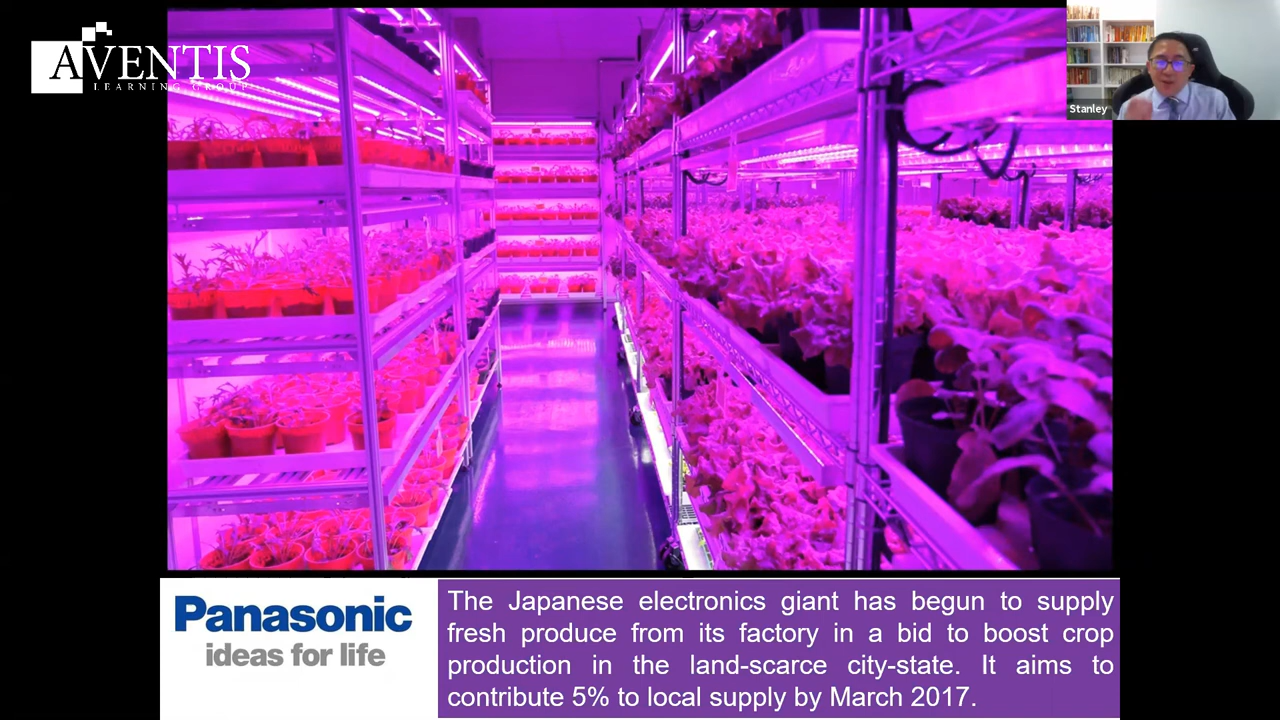 AVENTIS
LEARNING GROUP
Stanley
Panasonic
ideas for life
The Japanese electronics giant has begun to supply
fresh produce from its factory in a bid to boost crop
production in the land-scarce city-state. It aims to
contribute 5% to local supply by March 2017.